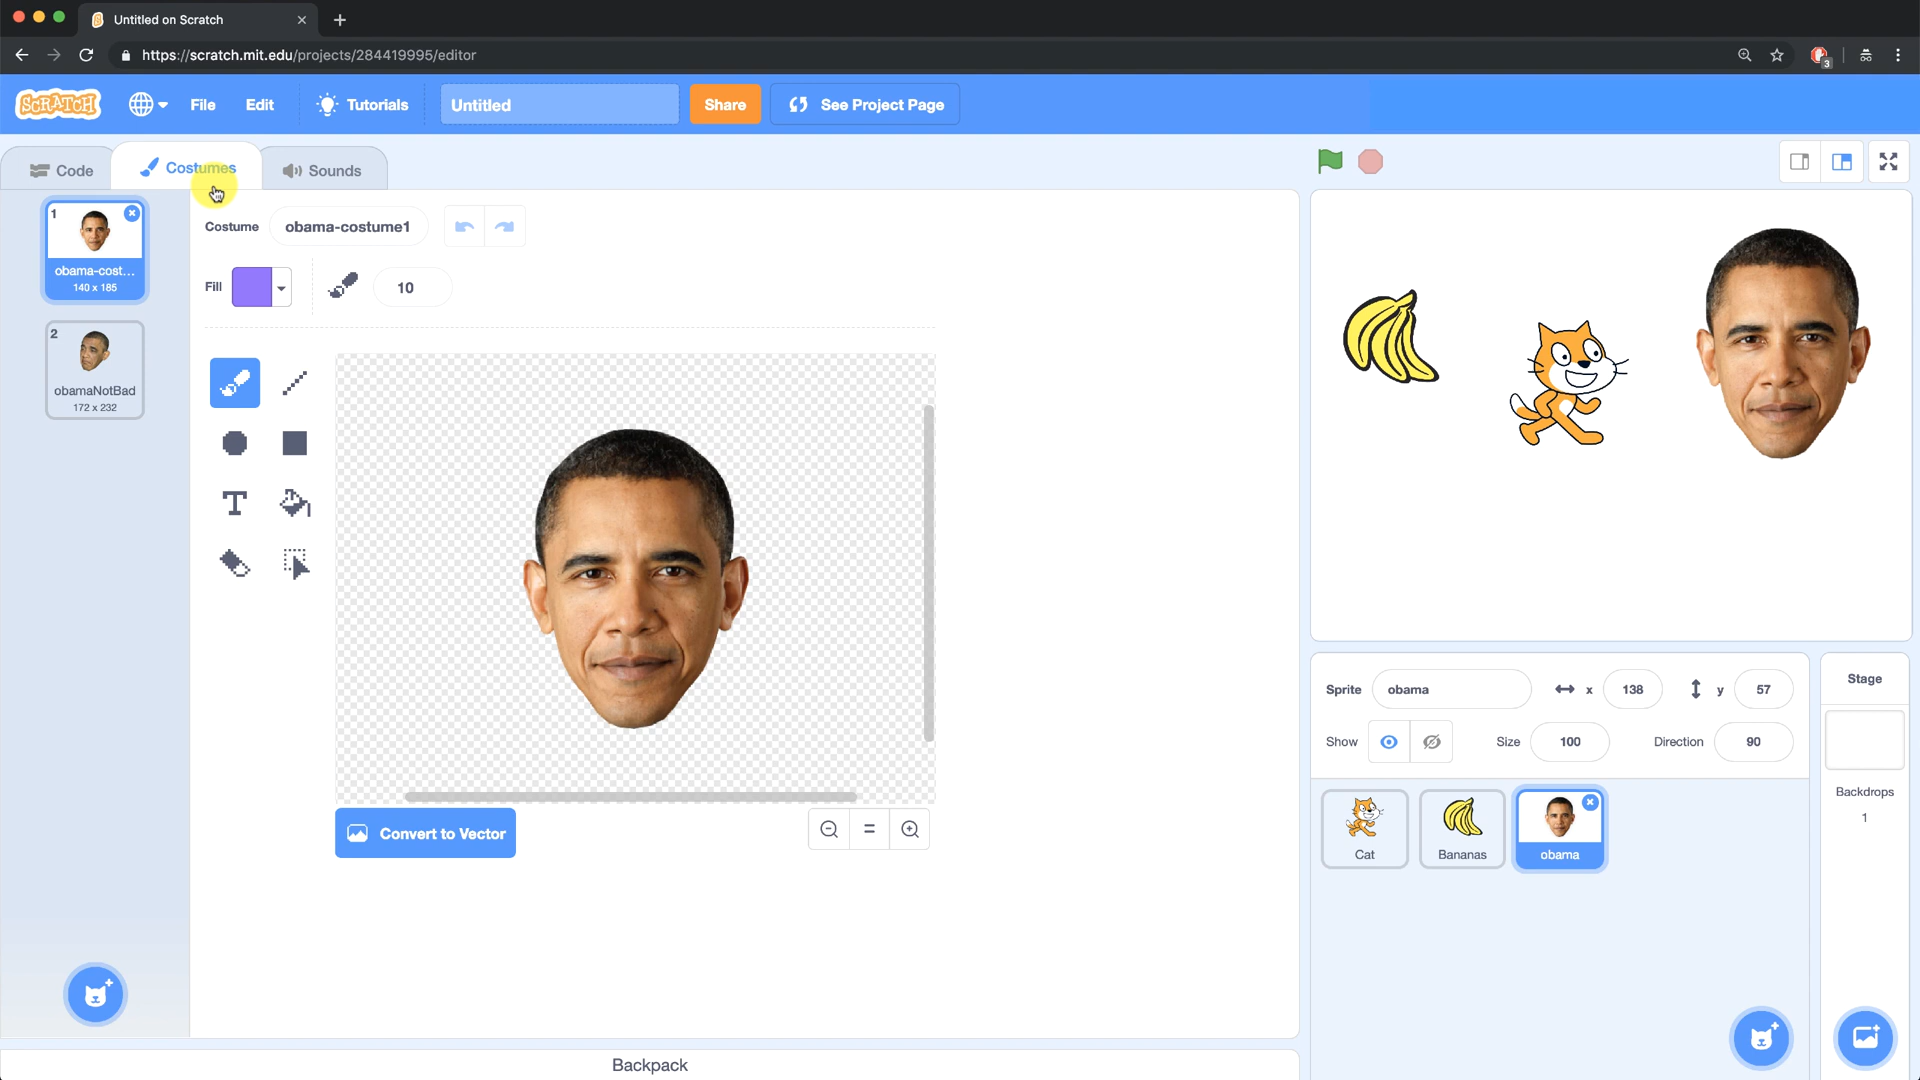 Untitled on Scratch
https://scratch.mit.edu/projects/284419995/editor
3
SCRATCH
File
Edit
Tutorials
Untitled
Share
See Project Page
Code
Costumes
Sounds
1
obama-cost...
140 x 185
2
obamaNotBad
172 x 232
Costume
obama-costume1
Fill
10
T
Convert to Vector
Sprite
obama
x
138
y
57
Show
Size
100
Direction
90
Cat
Bananas
obama
Stage
Backdrops
1
Backpack